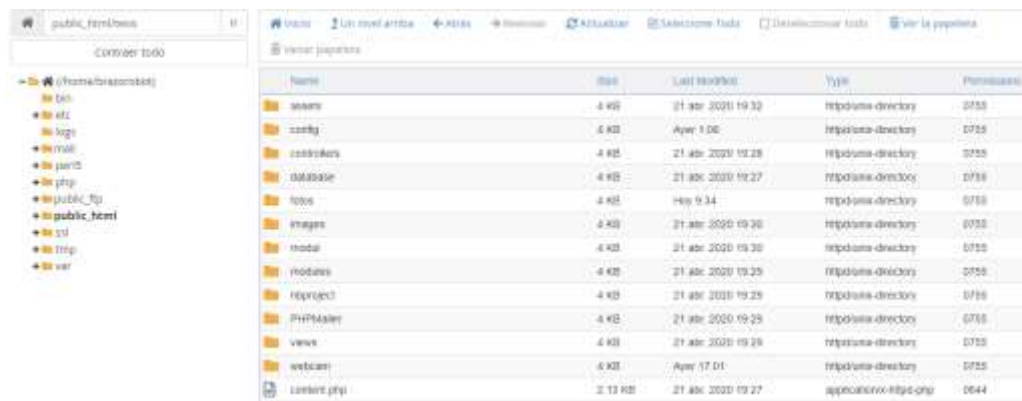 public_html/tesis
Contraer todo
(/home/brazorobot)
bin
etc
logs
mail
perl5
php
public_ftp
public_html
ssl
tmp
var
Inicio Un nivel arriba Atrás Reenviar Actualizar Seleccione todo Deseleccionar todo Ver la papelera
Vaciar papelera
Name Size Last Modified Type Permissions
assets 4 KB 21 abr. 2020 19:32 httpd/unix-directory 0755
config 4 KB Ayer 1:06 httpd/unix-directory 0755
controllers 4 KB 21 abr. 2020 19:28 httpd/unix-directory 0755
database 4 KB 21 abr. 2020 19:27 httpd/unix-directory 0755
fotos 4 KB Hoy 9:34 httpd/unix-directory 0755
images 4 KB 21 abr. 2020 19:30 httpd/unix-directory 0755
modal 4 KB 21 abr. 2020 19:30 httpd/unix-directory 0755
modules 4 KB 21 abr. 2020 19:29 httpd/unix-directory 0755
nbproject 4 KB 21 abr. 2020 19:29 httpd/unix-directory 0755
PHPMailer 4 KB 21 abr. 2020 19:29 httpd/unix-directory 0755
views 4 KB 21 abr. 2020 19:29 httpd/unix-directory 0755
webcam 4 KB Ayer 17:01 httpd/unix-directory 0755
content.php 2.13 KB 21 abr. 2020 19:27 application/x-httpd-php 0644